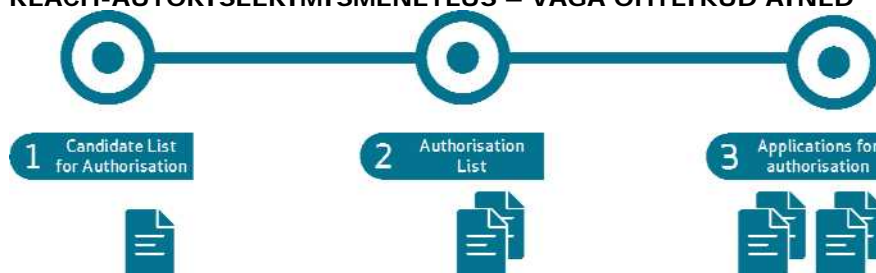 REACH-AUTORISEERIMISMENETLUS – VÄGA OHTLIKUD AINED
1 Candidate List
for Authorisation
2 Authorisation
List
3 Applications for
authorisation